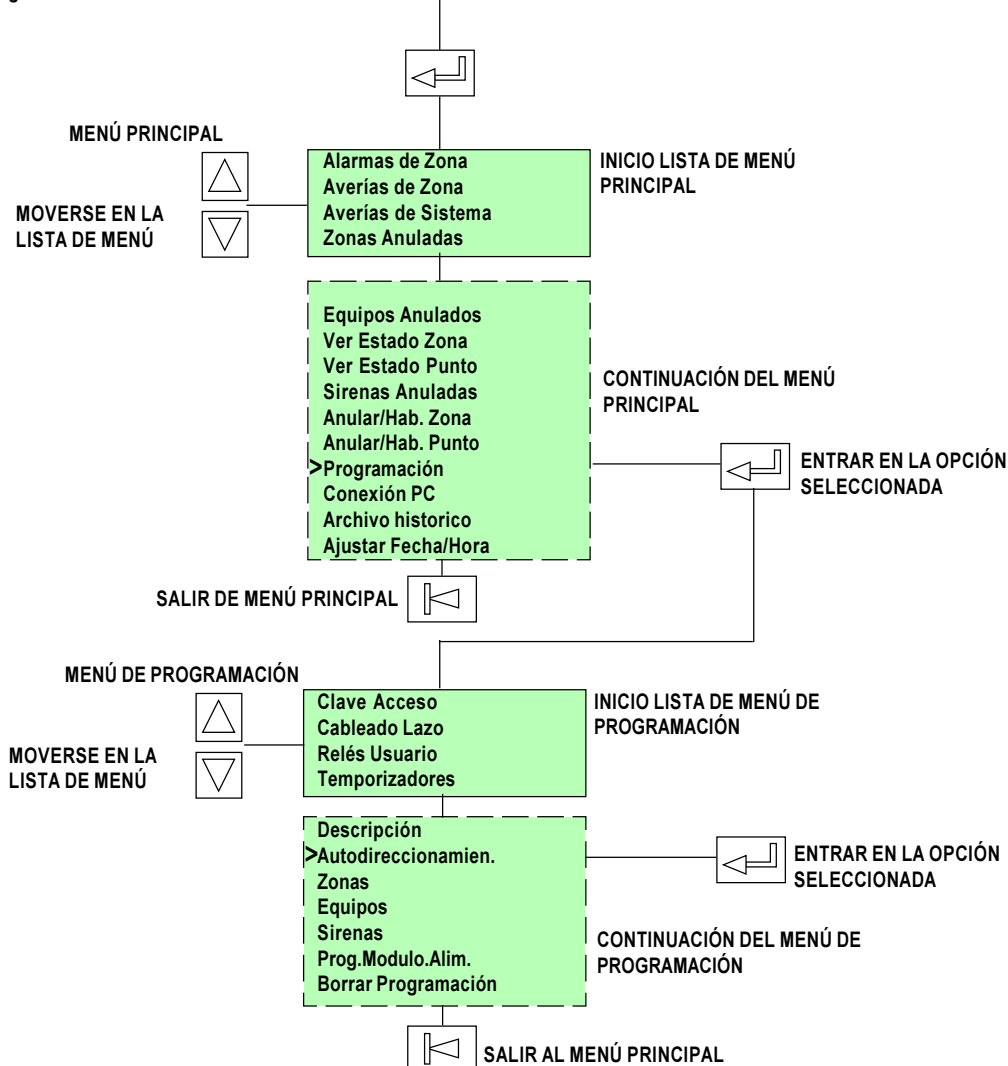 MENÚ PRINCIPAL
Alarmas de Zona
Averías de Zona
Averías de Sistema
Zonas Anuladas
INICIO LISTA DE MENÚ
PRINCIPAL
MOVERSE EN LA
LISTA DE MENÚ
Equipos Anulados
Ver Estado Zona
Ver Estado Punto
Sirenas Anuladas
Anular/Hab. Zona
Anular/Hab. Punto
>Programación
Conexión PC
Archivo historico
Ajustar Fecha/Hora
CONTINUACIÓN DEL MENÚ
PRINCIPAL
ENTRAR EN LA OPCIÓN
SELECCIONADA
SALIR DE MENÚ PRINCIPAL
MENÚ DE PROGRAMACIÓN
Clave Acceso
Cableado Lazo
Relés Usuario
Temporizadores
INICIO LISTA DE MENÚ DE
PROGRAMACIÓN
MOVERSE EN LA
LISTA DE MENÚ
Descripción
>Autodireccionamien.
Zonas
Equipos
Sirenas
Prog.Modulo.Alim.
Borrar Programación
ENTRAR EN LA OPCIÓN
SELECCIONADA
CONTINUACIÓN DEL MENÚ DE
PROGRAMACIÓN
SALIR AL MENÚ PRINCIPAL